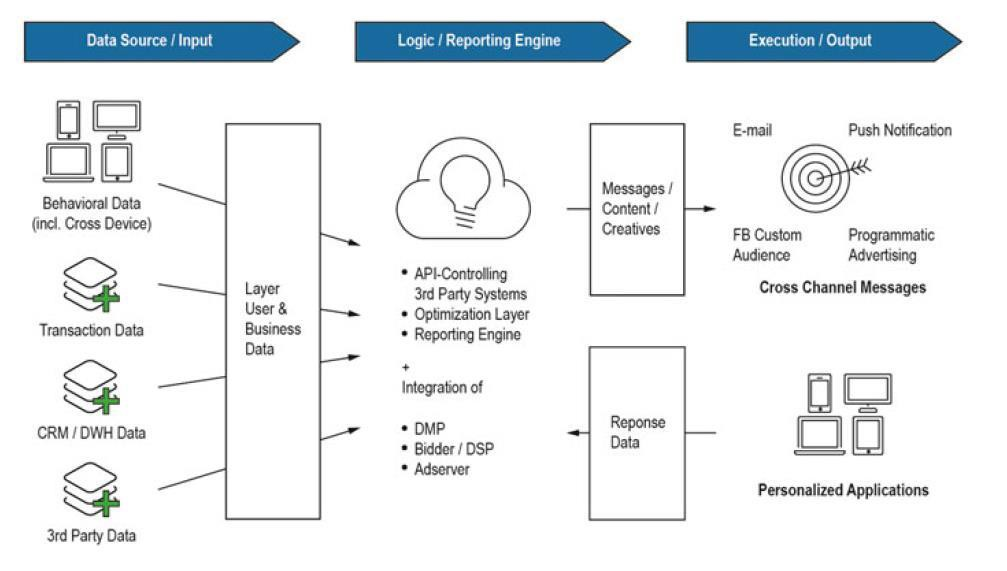 Data Source / Input
Logic / Reporting Engine
Execution / Output
Behavioral Data
(incl. Cross Device)
Transaction Data
CRM / DWH Data
3rd Party Data
Layer
User &
Business
Data
• API-Controlling
3rd Party Systems
• Optimization Layer
• Reporting Engine
+
Integration of
• DMP
• Bidder / DSP
• Adserver
Messages /
Content /
Creatives
E-mail
Push Notification
FB Custom
Audience
Programmatic
Advertising
Cross Channel Messages
Reponse
Data
Personalized Applications